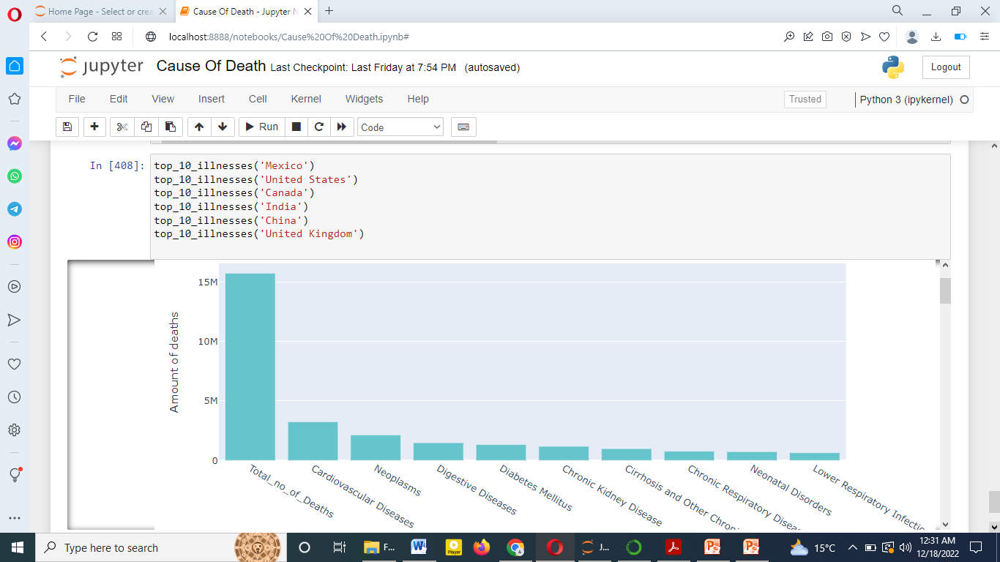 Home Page - Select or crea
Cause Of Death - Jupyter N
localhost:8888/notebooks/Cause%20Of%20Death.ipynb#
jupyter Cause Of Death Last Checkpoint: Last Friday at 7:54 PM (autosaved)
Logout
File Edit View Insert Cell Kernel Widgets Help
Trusted
Python 3 (ipykernel)
Run
Code
In [408]:
top_10_illnesses('Mexico')
top_10_illnesses('United States')
top_10_illnesses('Canada')
top_10_illnesses('India')
top_10_illnesses('China')
top_10_illnesses('United Kingdom')
15M
10M
5M
0
Amount of deaths
Total_no_of_Deaths
Cardiovascular Diseases
Neoplasms
Digestive Diseases
Diabetes Mellitus
Chronic Kidney Disease
Cirrhosis and Other Chron
Chronic Respiratory Disea
Neonatal Disorders
Lower Respiratory Infectio
Type here to search
F...
Player
J...
15°C
12:31 AM
12/18/2022